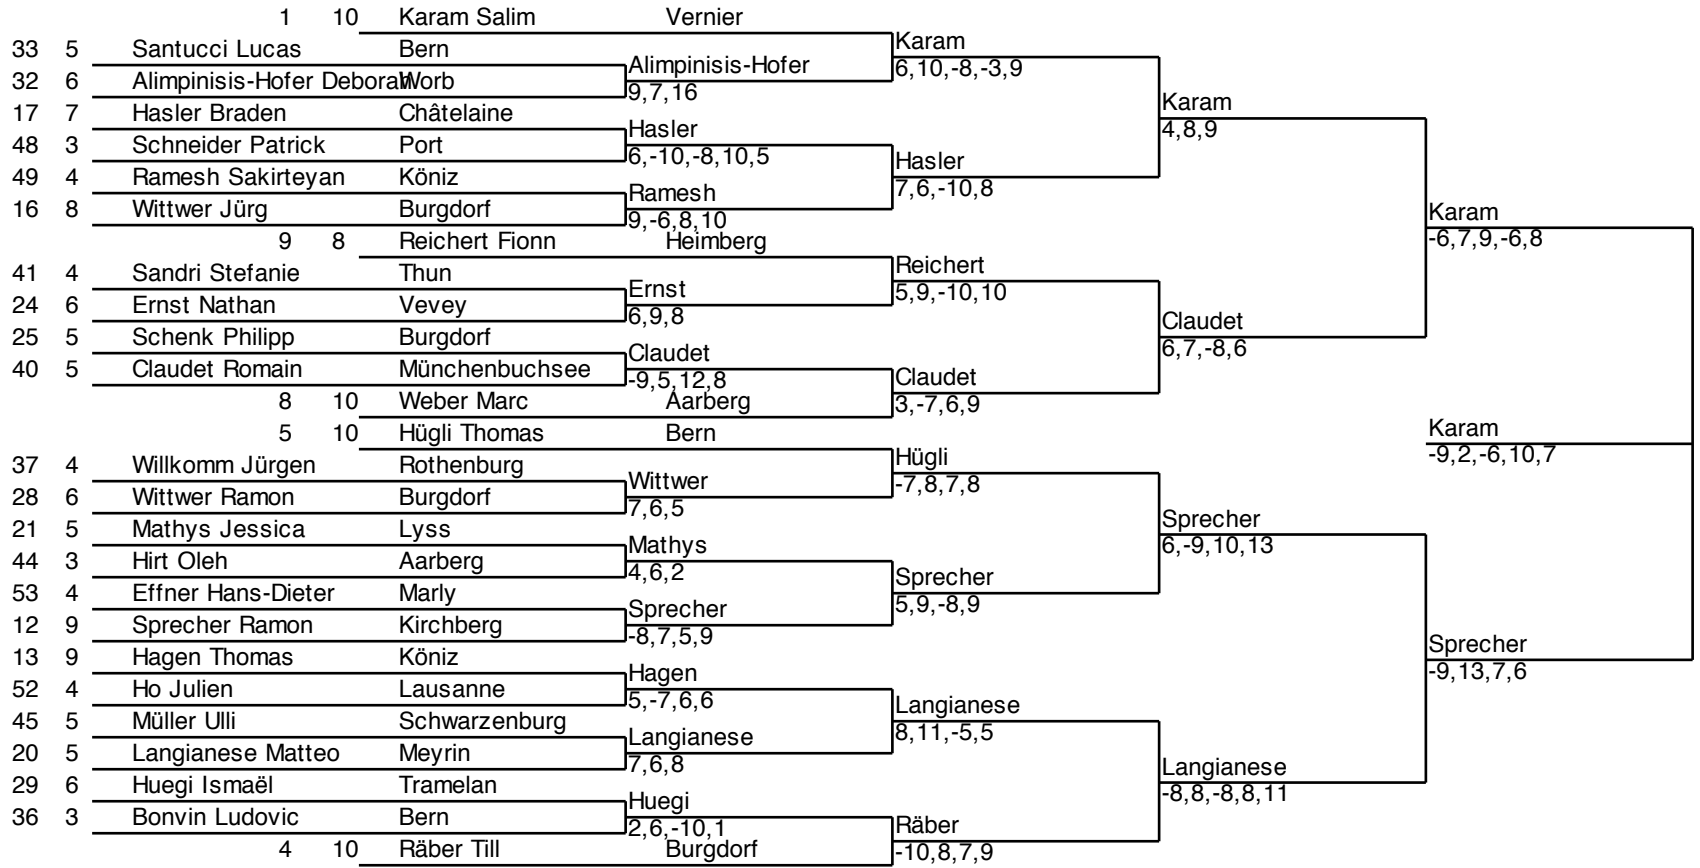 1 10 Karam Salim Vernier
Karam
33 5 Santucci Lucas Bern
6,10,-8,-3,9
Alimpinisis-Hofer
32 6 Alimpinisis-Hofer Deborah Worb
9,7,16
Karam
17 7 Hasler Braden Châtelaine
4,8,9
Hasler
48 3 Schneider Patrick Port
6,-10,-8,10,5
Hasler
49 4 Ramesh Sakirteyan Köniz
7,6,-10,8
Ramesh
16 8 Wittwer Jürg Burgdorf
9,-6,8,10
Karam
-6,7,9,-6,8
9 8 Reichert Fionn Heimberg
Reichert
41 4 Sandri Stefanie Thun
5,9,-10,10
Ernst
24 6 Ernst Nathan Vevey
6,9,8
Claudet
25 5 Schenk Philipp Burgdorf
6,7,-8,6
Claudet
40 5 Claudet Romain Münchenbuchsee
-9,5,12,8
Claudet
8 10 Weber Marc Aarberg
3,-7,6,9
Karam
-9,2,-6,10,7
5 10 Hügli Thomas Bern
Hügli
37 4 Willkomm Jürgen Rothenburg
-7,8,7,8
Wittwer
28 6 Wittwer Ramon Burgdorf
7,6,5
Sprecher
21 5 Mathys Jessica Lyss
6,-9,10,13
Mathys
44 3 Hirt Oleh Aarberg
4,6,2
Sprecher
53 4 Effner Hans-Dieter Marly
5,9,-8,9
Sprecher
12 9 Sprecher Ramon Kirchberg
-8,7,5,9
Sprecher
-9,13,7,6
13 9 Hagen Thomas Köniz
Hagen
52 4 Ho Julien Lausanne
5,-7,6,6
Langianese
45 5 Müller Ulli Schwarzenburg
8,11,-5,5
Langianese
20 5 Langianese Matteo Meyrin
7,6,8
Langianese
29 6 Huegi Ismaël Tramelan
-8,8,-8,8,11
Huegi
36 3 Bonvin Ludovic Bern
2,6,-10,1
Räber
4 10 Räber Till Burgdorf
-10,8,7,9